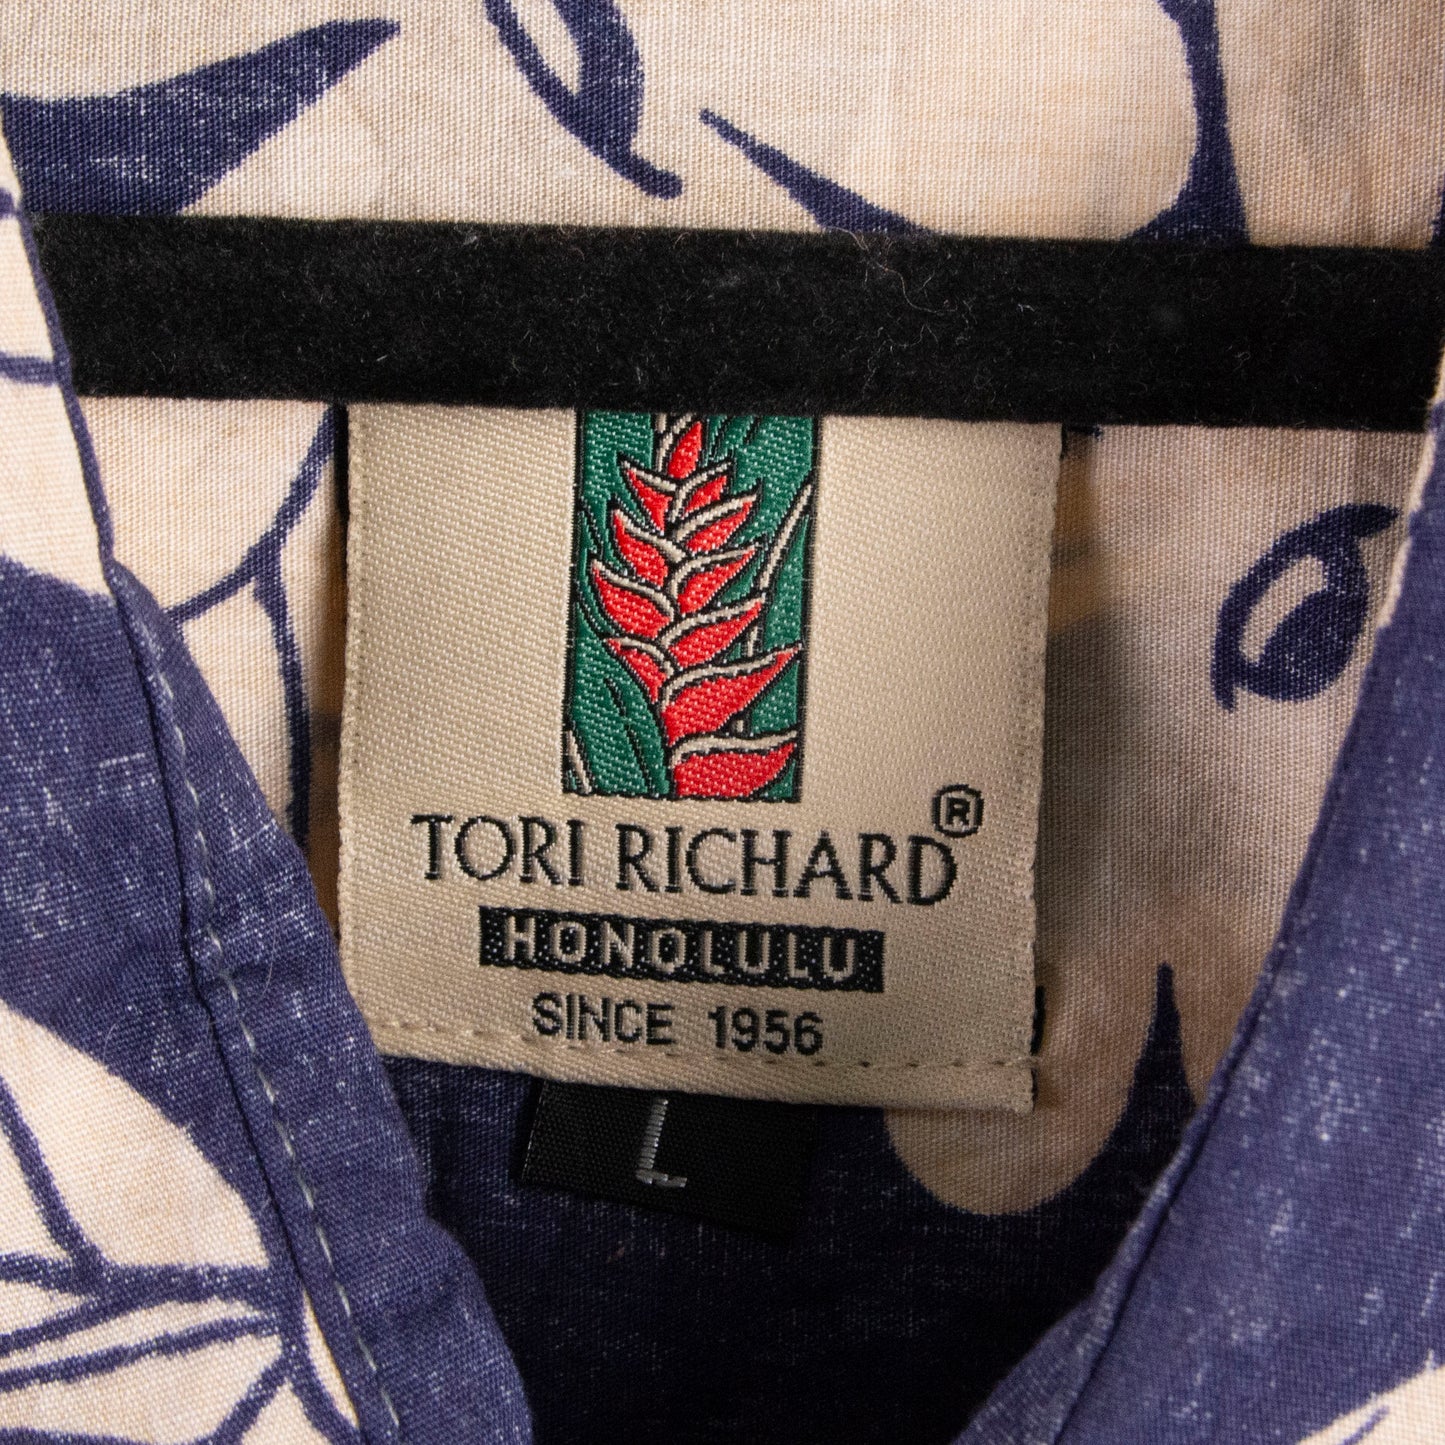 TORI RICHARD®
HONOLULU
SINCE 1956
L